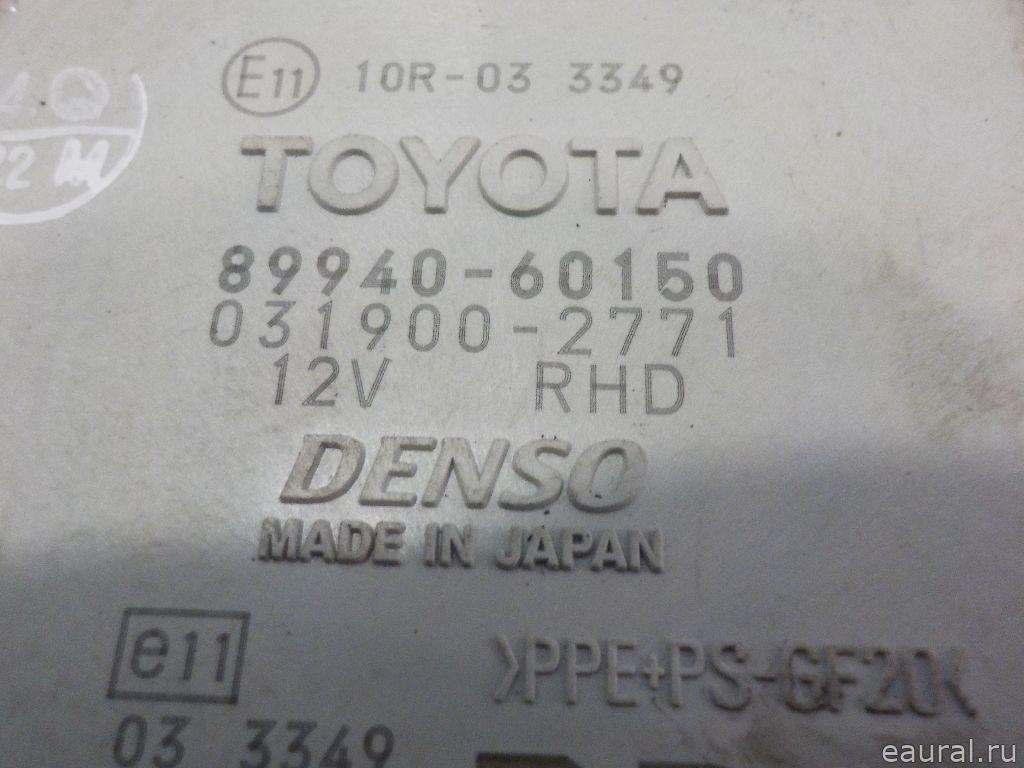 E11 10R-03 3349
TOYOTA
89940-60150
031900-2771
12V RHD
DENSO
MADE IN JAPAN
e11
>PPE+PS-GF20<
03 3349
eaural.ru